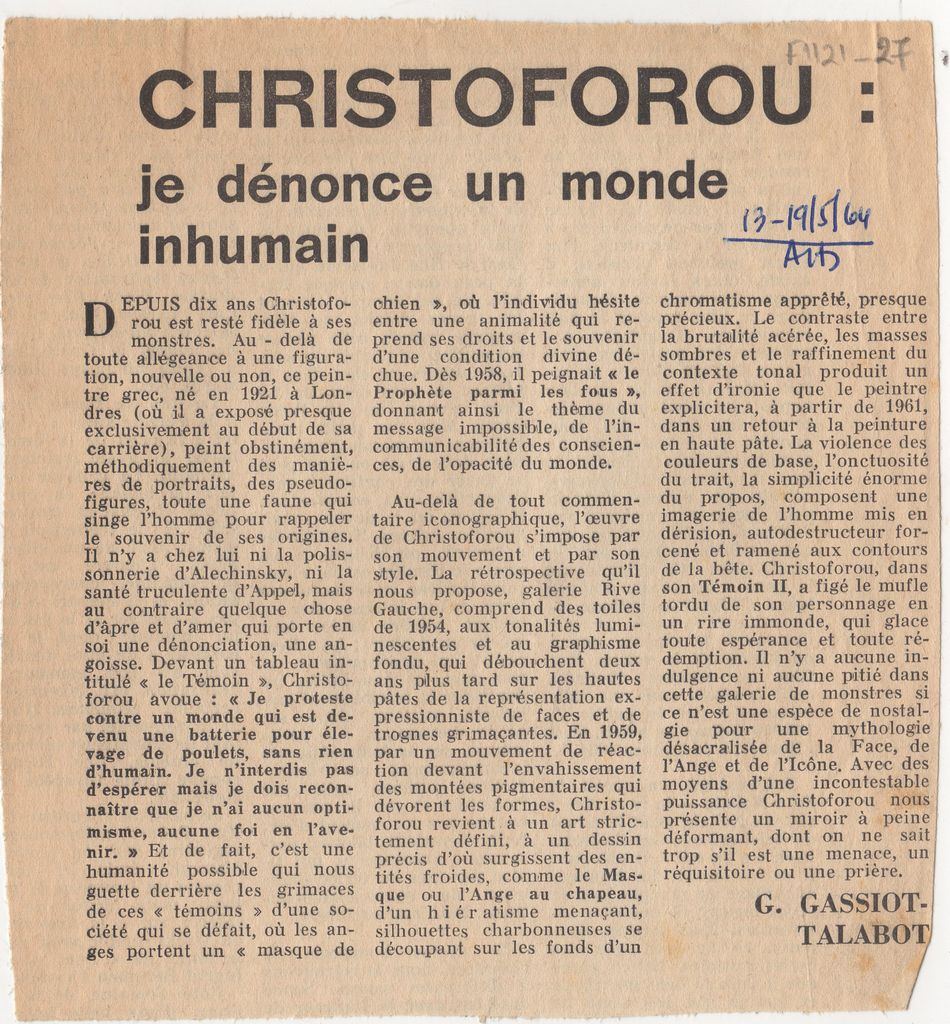 F1121-27
CHRISTOFOROU :
je dénonce un monde
inhumain
13-19/5/64
Arts
DEPUIS dix ans Christofo-
rou est resté fidèle à ses
monstres. Au - delà de
toute allégeance à une figura-
tion, nouvelle ou non, ce pein-
tre grec, né en 1921 à Lon-
dres (où il a exposé presque
exclusivement au début de sa
carrière), peint obstinément,
méthodiquement des maniè-
res de portraits, des pseudo-
figures, toute une faune qui
singe l'homme pour rappeler
le souvenir de ses origines.
Il n'y a chez lui ni la polis-
sonnerie d'Alechinsky, ni la
santé truculente d'Appel, mais
au contraire quelque chose
d'âpre et d'amer qui porte en
soi une dénonciation, une an-
goisse. Devant un tableau in-
titulé « le Témoin », Christo-
forou avoue : « Je proteste
contre un monde qui est de-
venu une batterie pour éle-
vage de poulets, sans rien
d'humain. Je n'interdis pas
d'espérer mais je dois recon-
naître que je n'ai aucun opti-
misme, aucune foi en l'ave-
nir. » Et de fait, c'est une
humanité possible qui nous
guette derrière les grimaces
de ces « témoins » d'une so-
ciété qui se défait, où les an-
ges portent un « masque de
chien », où l'individu hésite
entre une animalité qui re-
prend ses droits et le souvenir
d'une condition divine dé-
chue. Dès 1958, il peignait « le
Prophète parmi les fous »,
donnant ainsi le thème du
message impossible, de l'in-
communicabilité des conscien-
ces, de l'opacité du monde.
Au-delà de tout commen-
taire iconographique, l'œuvre
de Christoforou s'impose par
son mouvement et par son
style. La rétrospective qu'il
nous propose, galerie Rive
Gauche, comprend des toiles
de 1954, aux tonalités lumi-
nescentes et au graphisme
fondu, qui débouchent deux
ans plus tard sur les hautes
pâtes de la représentation ex-
pressionniste de faces et de
trognes grimaçantes. En 1959,
par un mouvement de réac-
tion devant l'envahissement
des montées pigmentaires qui
dévorent les formes, Christo-
forou revient à un art stric-
tement défini, à un dessin
précis d'où surgissent des en-
tités froides, comme le Mas-
que ou l'Ange au chapeau,
d'un hiératisme menaçant,
silhouettes charbonneuses se
découpant sur les fonds d'un
chromatisme apprêté, presque
précieux. Le contraste entre
la brutalité acérée, les masses
sombres et le raffinement du
contexte tonal produit un
effet d'ironie que le peintre
explicitera, à partir de 1961,
dans un retour à la peinture
en haute pâte. La violence des
couleurs de base, l'onctuosité
du trait, la simplicité énorme
du propos, composent une
imagerie de l'homme mis en
dérision, autodestructeur for-
cené et ramené aux contours
de la bête. Christoforou, dans
son Témoin II, a figé le mufle
tordu de son personnage en
un rire immonde, qui glace
toute espérance et toute ré-
demption. Il n'y a aucune in-
dulgence ni aucune pitié dans
cette galerie de monstres si
ce n'est une espèce de nostal-
gie pour une mythologie
désacralisée de la Face, de
l'Ange et de l'Icône. Avec des
moyens d'une incontestable
puissance Christoforou nous
présente un miroir à peine
déformant, dont on ne sait
trop s'il est une menace, un
réquisitoire ou une prière.
G. GASSIOT-
TALABOT